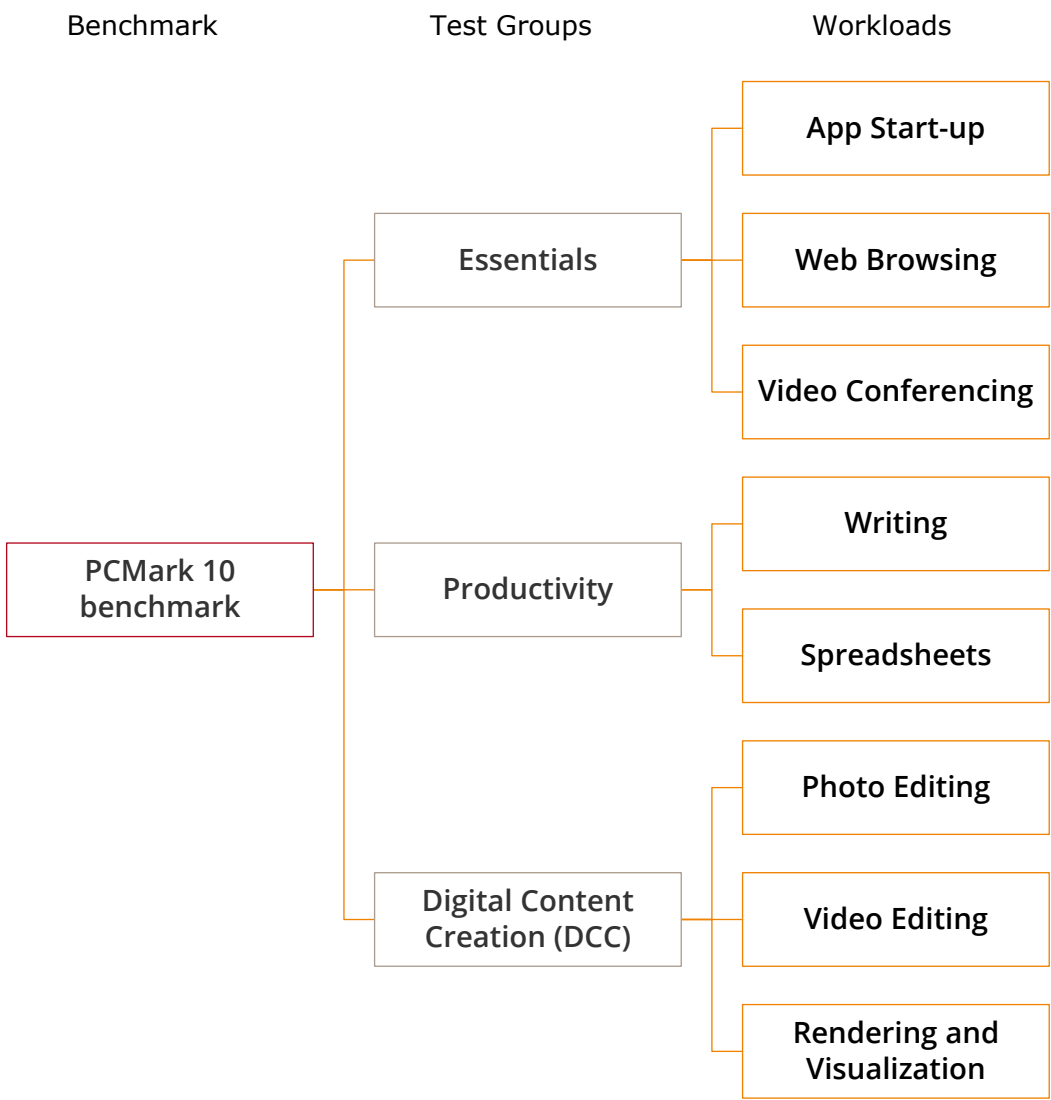 Benchmark
Test Groups
Workloads
App Start-up
Essentials
Web Browsing
Video Conferencing
Writing
PCMark 10
benchmark
Productivity
Spreadsheets
Photo Editing
Digital Content
Creation (DCC)
Video Editing
Rendering and
Visualization